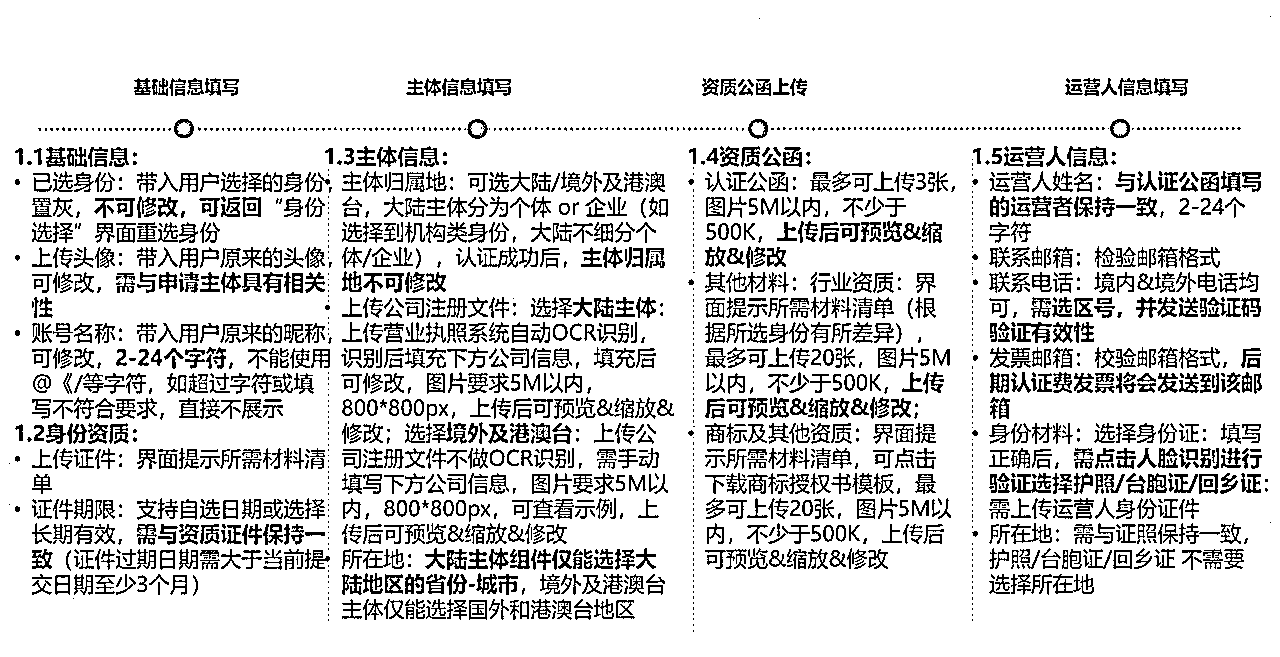 基础信息填写
主体信息填写
资质公函上传
运营人信息填写
1.1基础信息：
• 已选身份：带入用户选择的身份，
置灰，不可修改，可返回“身份
选择”界面重选身份
• 上传头像：带入用户原来的头像，
可修改，需与申请主体具有相关
性
• 账号名称：带入用户原来的昵称，
可修改，2-24个字符，不能使用
@《/等字符，如超过字符或填
写不符合要求，直接不展示
1.2身份资质：
• 上传证件：界面提示所需材料清
单
• 证件期限：支持自选日期或选择
长期有效，需与资质证件保持一
致（证件过期日期需大于当前提
交日期至少3个月）
1.3主体信息：
• 主体归属地：可选大陆/境外及港澳
台，大陆主体分为个体 or 企业（如
选择到机构类身份，大陆不细分个
体/企业），认证成功后，主体归属
地不可修改
• 上传公司注册文件：选择大陆主体：
上传营业执照系统自动OCR识别，
识别后填充下方公司信息，填充后
可修改，图片要求5M以内，
800*800px，上传后可预览&缩放&
修改；选择境外及港澳台：上传公
司注册文件不做OCR识别，需手动
填写下方公司信息，图片要求5M以
内，800*800px，可查看示例，上
传后可预览&缩放&修改
• 所在地：大陆主体组件仅能选择大
陆地区的省份-城市，境外及港澳台
主体仅能选择国外和港澳台地区
1.4资质公函：
• 认证公函：最多可上传3张，
图片5M以内，不少于
500K，上传后可预览&缩
放&修改
• 其他材料：行业资质：界
面提示所需材料清单（根
据所选身份有所差异），
最多可上传20张，图片5M
以内，不少于500K，上传
后可预览&缩放&修改；
• 商标及其他资质：界面提
示所需材料清单，可点击
下载商标授权书模板，最
多可上传20张，图片5M以
内，不少于500K，上传后
可预览&缩放&修改
1.5运营人信息：
• 运营人姓名：与认证公函填写
的运营者保持一致，2-24个
字符
• 联系邮箱：检验邮箱格式
• 联系电话：境内&境外电话均
可，需选区号，并发送验证码
验证有效性
• 发票邮箱：校验邮箱格式，后
期认证费发票将会发送到该邮
箱
• 身份材料：选择身份证：填写
正确后，需点击人脸识别进行
验证选择护照/台胞证/回乡证：
需上传运营人身份证件
• 所在地：需与证照保持一致，
护照/台胞证/回乡证 不需要
选择所在地